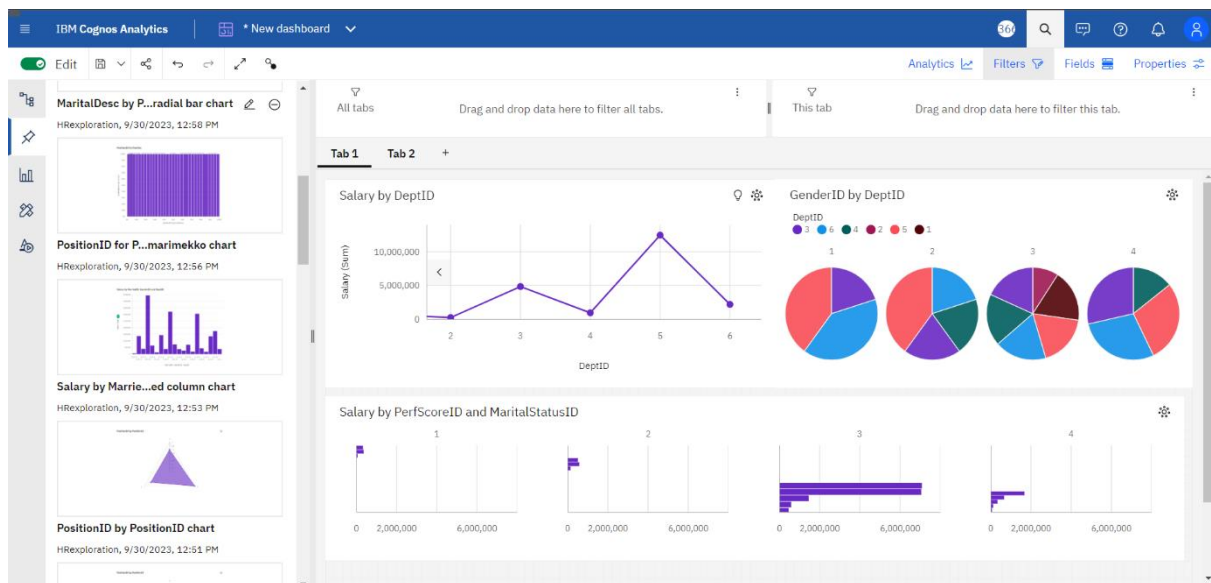 IBM Cognos Analytics
* New dashboard
Edit
Analytics
Filters
Fields
Properties
MaritalDesc by P...radial bar chart
HRexploration, 9/30/2023, 12:58 PM
PositionID for P...marimekko chart
HRexploration, 9/30/2023, 12:56 PM
Salary by Marrie...ed column chart
HRexploration, 9/30/2023, 12:53 PM
PositionID by PositionID chart
HRexploration, 9/30/2023, 12:51 PM
All tabs
Drag and drop data here to filter all tabs.
This tab
Drag and drop data here to filter this tab.
Tab 1
Tab 2
+
Salary by DeptID
Salary (Sum)
10,000,000
5,000,000
0
2 3 4 5 6
DeptID
GenderID by DeptID
DeptID
3 6 4 2 5 1
1 2 3 4
Salary by PerfScoreID and MaritalStatusID
1 2 3 4
0 2,000,000 6,000,000 0 2,000,000 6,000,000 0 2,000,000 6,000,000 0 2,000,000 6,000,000